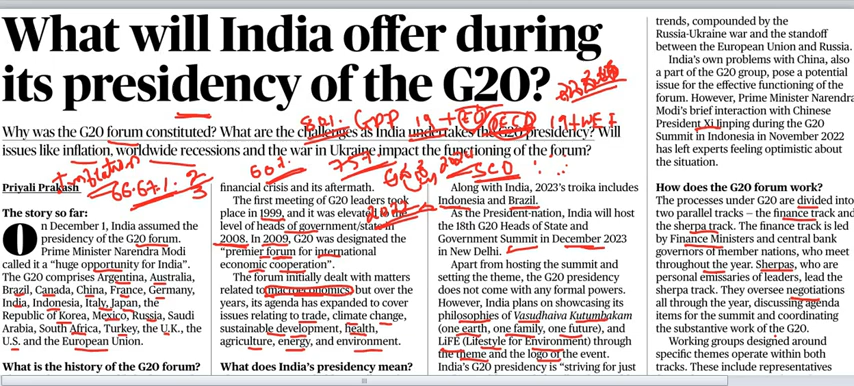 What will India offer during
its presidency of the G20?
Why was the G20 forum constituted? What are the challenges as India undertakes the G20 presidency? Will
issues like inflation, worldwide recessions and the war in Ukraine impact the functioning of the forum?
GDP 19+ EU 19+
60% 75%
66.67% 2/3
2022
Priyali Prakash
The story so far:
On December 1, India assumed the
presidency of the G20 forum.
Prime Minister Narendra Modi
called it a “huge opportunity for India”.
The G20 comprises Argentina, Australia,
Brazil, Canada, China, France, Germany,
India, Indonesia, Italy, Japan, the
Republic of Korea, Mexico, Russia, Saudi
Arabia, South Africa, Turkey, the U.K., the
U.S. and the European Union.
What is the history of the G20 forum?
financial crisis and its aftermath.
The first meeting of G20 leaders took
place in 1999, and it was elevated to the
level of heads of government/state in
2008. In 2009, G20 was designated the
“premier forum for international
economic cooperation”.
The forum initially dealt with matters
related to macroeconomics but over the
years, its agenda has expanded to cover
issues relating to trade, climate change,
sustainable development, health,
agriculture, energy, and environment.
What does India’s presidency mean?
Along with India, 2023’s troika includes
Indonesia and Brazil.
As the President-nation, India will host
the 18th G20 Heads of State and
Government Summit in December 2023
in New Delhi.
Apart from hosting the summit and
setting the theme, the G20 presidency
does not come with any formal powers.
However, India plans on showcasing its
philosophies of Vasudhaiva Kutumbakam
(one earth, one family, one future), and
LiFE (Lifestyle for Environment) through
the theme and the logo of the event.
India’s G20 presidency is “striving for just
trends, compounded by the
Russia-Ukraine war and the standoff
between the European Union and Russia.
India’s own problems with China, also
a part of the G20 group, pose a potential
issue for the effective functioning of the
forum. However, Prime Minister Narendra
Modi’s brief interaction with Chinese
President Xi Jinping during the G20
Summit in Indonesia in November 2022
has left experts feeling optimistic about
the situation.
How does the G20 forum work?
The processes under G20 are divided into
two parallel tracks – the finance track and
the sherpa track. The finance track is led
by Finance Ministers and central bank
governors of member nations, who meet
throughout the year. Sherpas, who are
personal emissaries of leaders, lead the
sherpa track. They oversee negotiations
all through the year, discussing agenda
items for the summit and coordinating
the substantive work of the G20.
Working groups designed around
specific themes operate within both
tracks. These include representatives